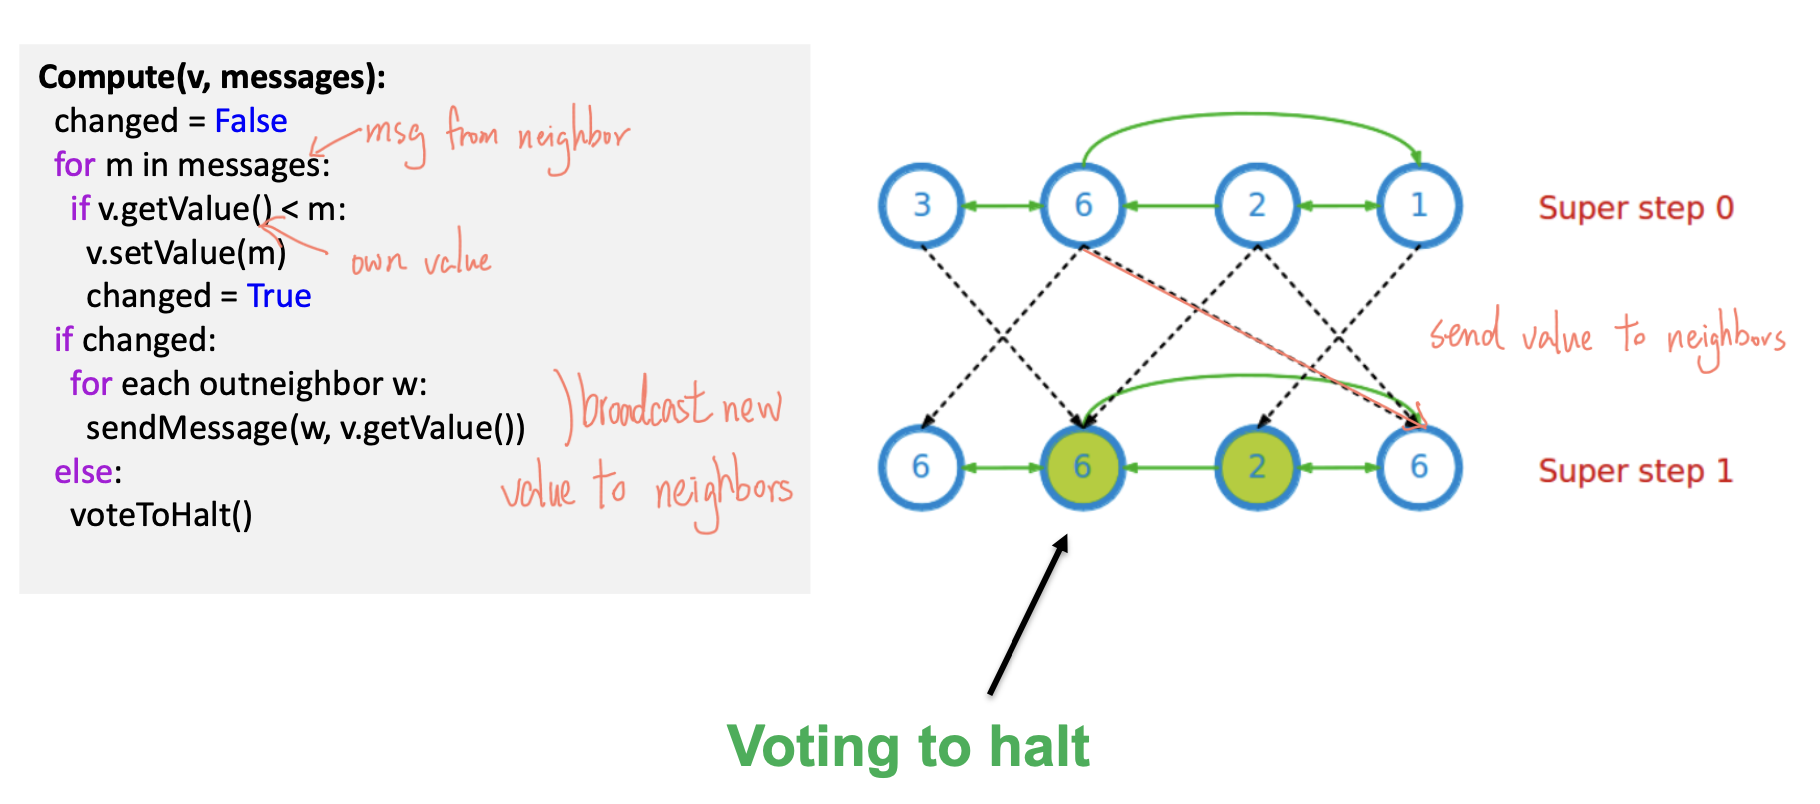 Compute(v, messages):
changed = False
msg from neighbor
for m in messages:
if v.getValue() < m:
v.setValue(m)
own value
changed = True
if changed:
for each outneighbor w:
sendMessage(w, v.getValue())
broadcast new
value to neighbors
else:
voteToHalt()
3 6 2 1 Super step 0
send value to neighbors
6 6 2 6 Super step 1
Voting to halt